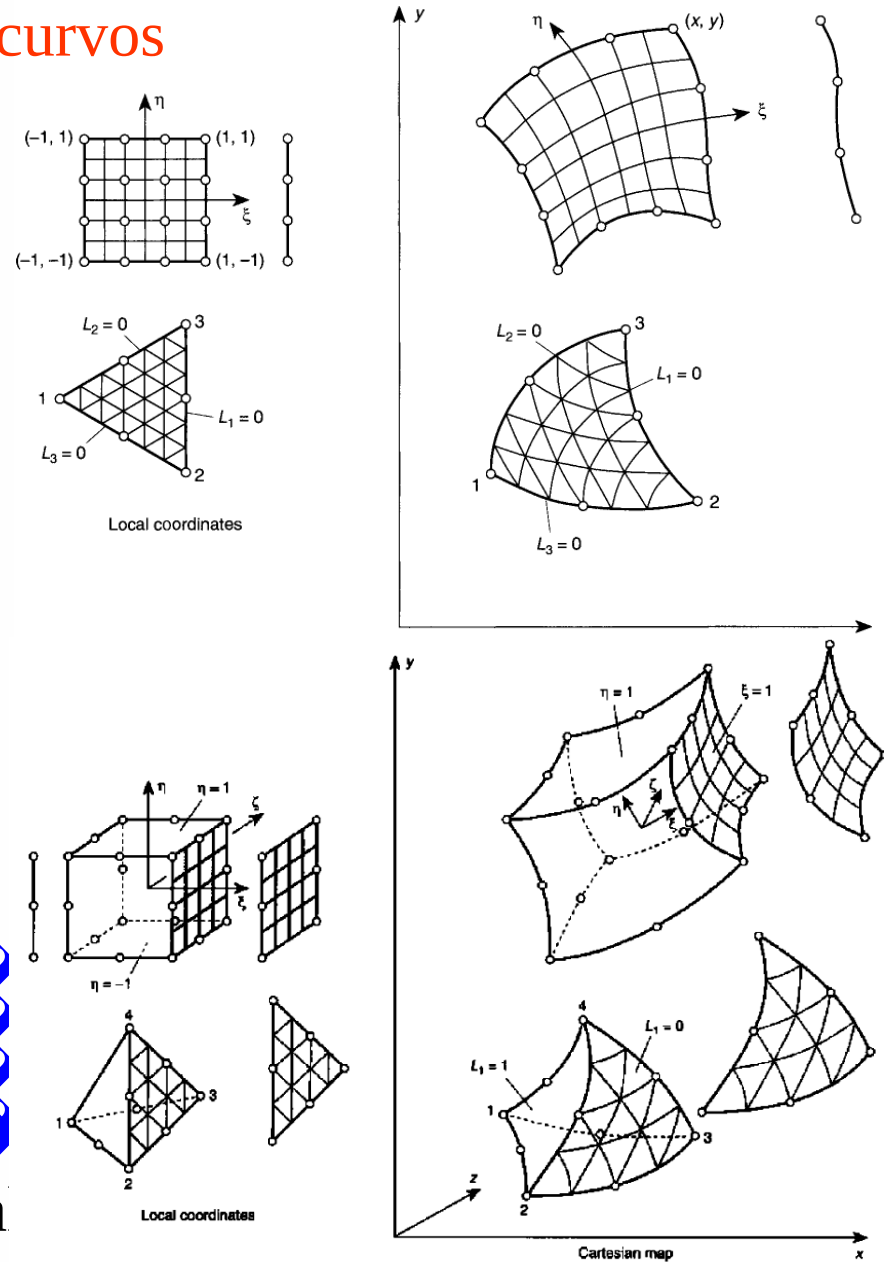 curvos
y
η
(x, y)
ξ
η
(−1, 1)
(1, 1)
ξ
(−1, −1)
(1, −1)
L2 = 0
3
1
L1 = 0
L3 = 0
2
Local coordinates
L2 = 0
3
L1 = 0
1
2
L3 = 0
y
η = 1
ξ = 1
η
ζ
ξ
η
η = 1
ζ
ξ
η = −1
4
1
3
2
Local coordinates
4
L1 = 0
L1 = 1
1
3
z
2
Cartesian map
x